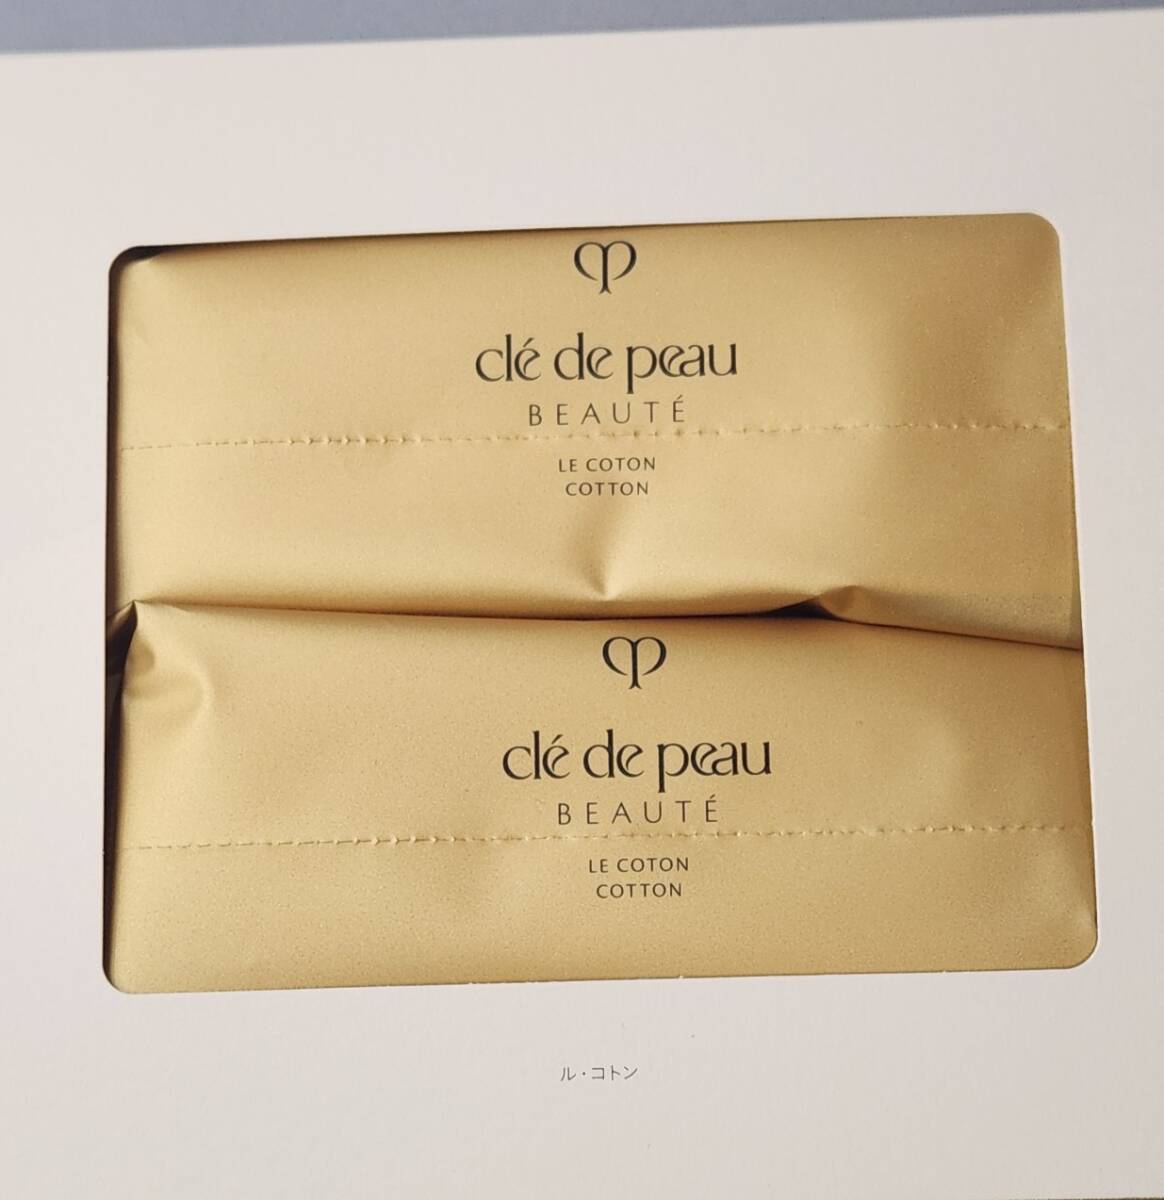 clé de peau
BEAUTÉ
LE COTON
COTTON
clé de peau
BEAUTÉ
LE COTON
COTTON
ル・コトン